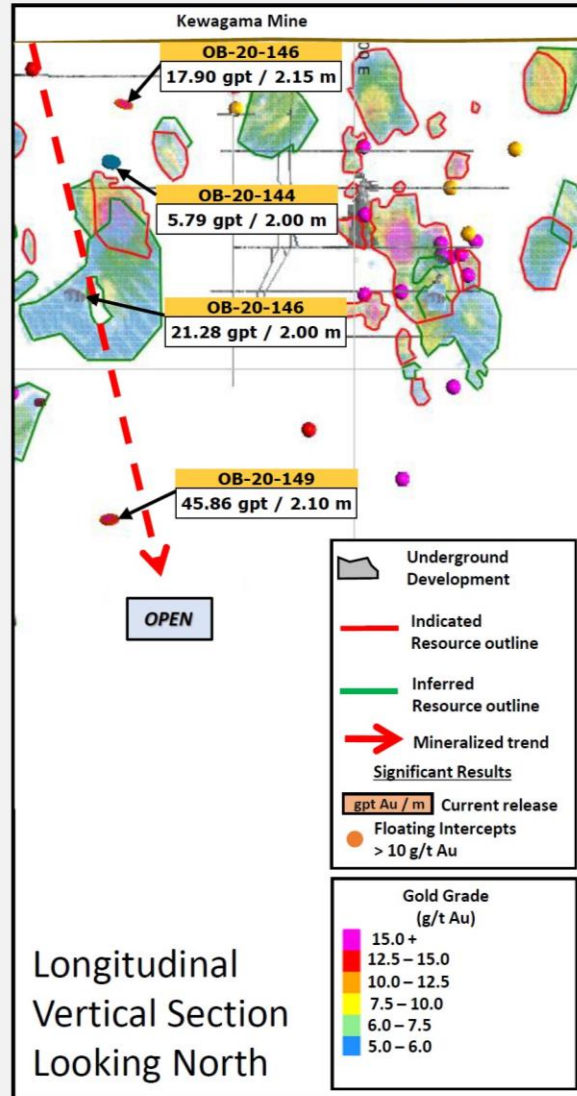 Kewagama Mine
OB-20-146
17.90 gpt / 2.15 m
OB-20-144
5.79 gpt / 2.00 m
OB-20-146
21.28 gpt / 2.00 m
OB-20-149
45.86 gpt / 2.10 m
OPEN
Underground
Development
Indicated
Resource outline
Inferred
Resource outline
Mineralized trend
Significant Results
gpt Au / m Current release
Floating Intercepts
> 10 g/t Au
Gold Grade
(g/t Au)
15.0 +
12.5 – 15.0
10.0 – 12.5
7.5 – 10.0
6.0 – 7.5
5.0 – 6.0
Longitudinal
Vertical Section
Looking North